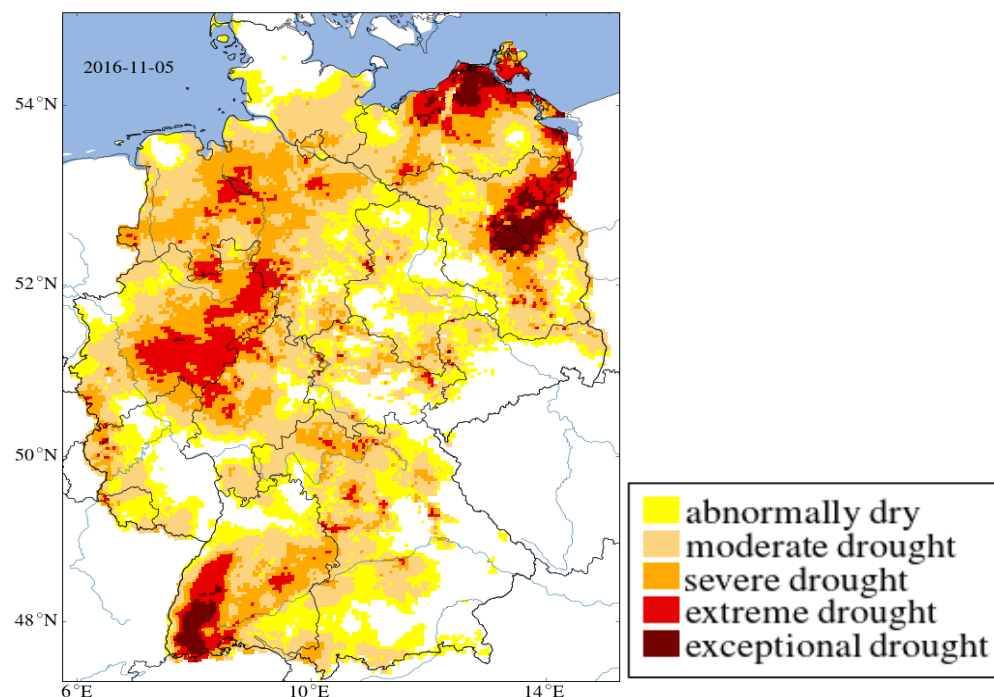 2016-11-05
54°N
52°N
50°N
48°N
6°E
10°E
14°E
abnormally dry
moderate drought
severe drought
extreme drought
exceptional drought